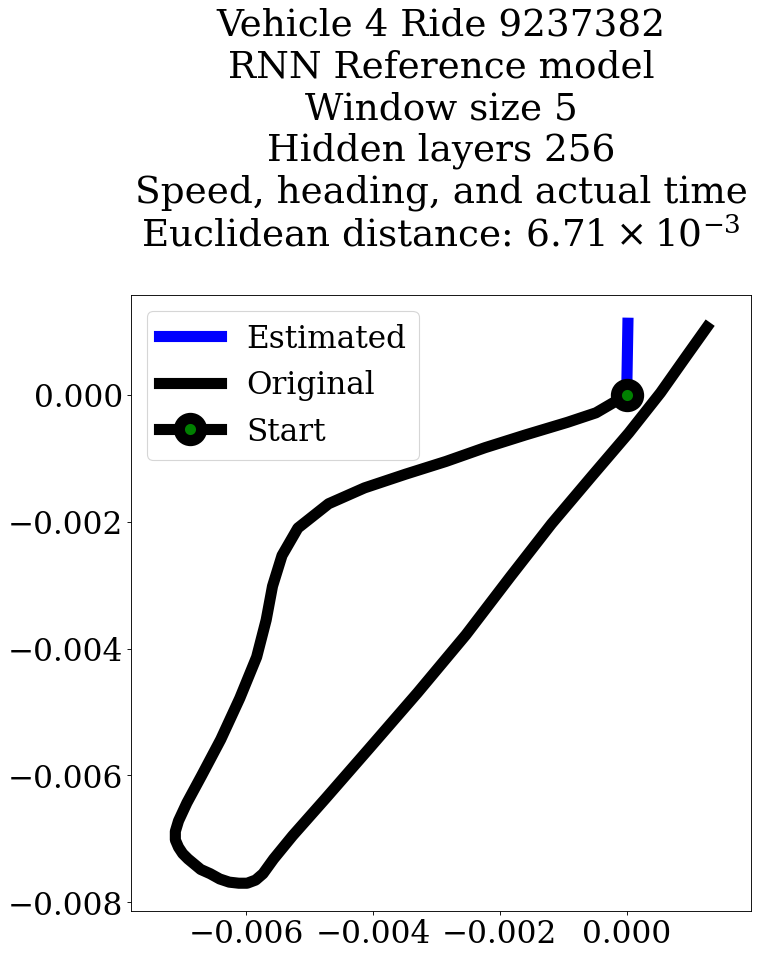 Vehicle 4 Ride 9237382
RNN Reference model
Window size 5
Hidden layers 256
Speed, heading, and actual time
Euclidean distance: 6.71 × 10⁻³
Estimated
Original
Start
0.000
−0.002
−0.004
−0.006
−0.008
−0.006 −0.004 −0.002 0.000